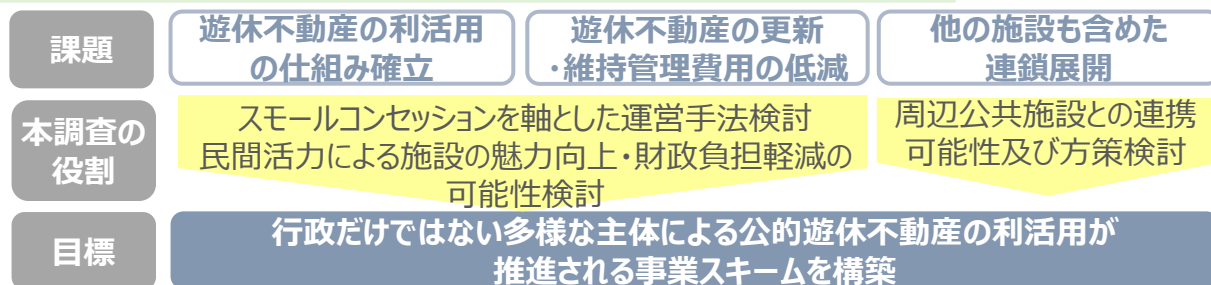 課題
遊休不動産の利活用
の仕組み確立
遊休不動産の更新
・維持管理費用の低減
他の施設も含めた
連鎖展開
本調査の
役割
スモールコンセッションを軸とした運営手法検討
民間活力による施設の魅力向上・財政負担軽減の
可能性検討
周辺公共施設との連携
可能性及び方策検討
目標
行政だけではない多様な主体による公的遊休不動産の利活用が
推進される事業スキームを構築